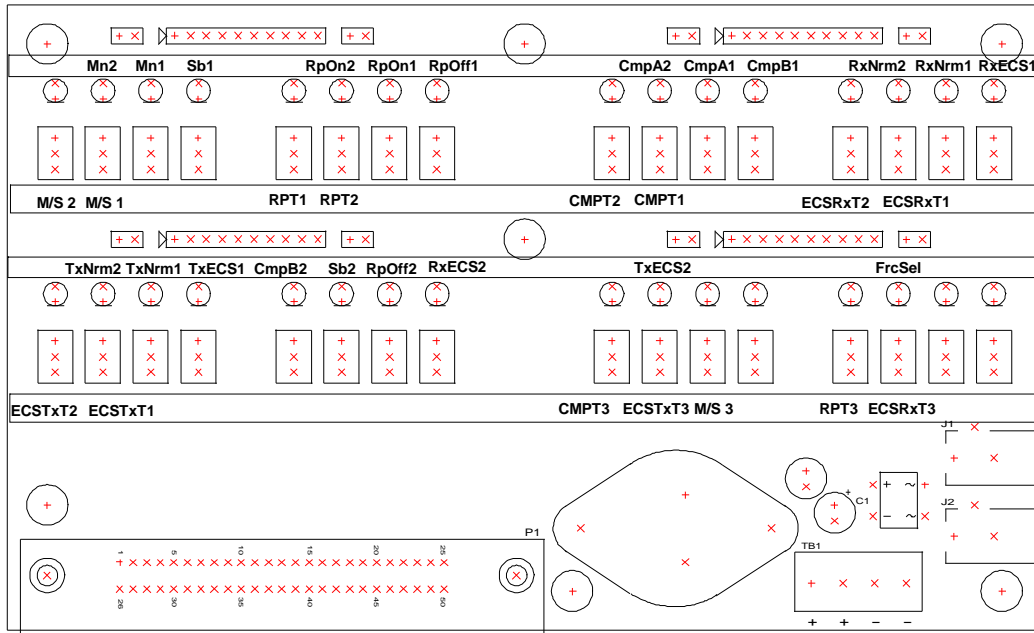 Mn2 Mn1 Sb1 RpOn2 RpOn1 RpOff1 CmpA2 CmpA1 CmpB1 RxNrm2 RxNrm1 RxECS1
M/S 2 M/S 1 RPT1 RPT2 CMPT2 CMPT1 ECSRxT2 ECSRxT1
TxNrm2 TxNrm1 TxECS1 CmpB2 Sb2 RpOff2 RxECS2 TxECS2 FrcSel
ECSTxT2 ECSTxT1 CMPT3 ECSTxT3 M/S 3 RPT3 ECSRxT3
J1
+ ~
+ C1 J2
− ~
P1
TB1
1 5 10 15 20 25
26 30 35 40 45 50
+ + − −